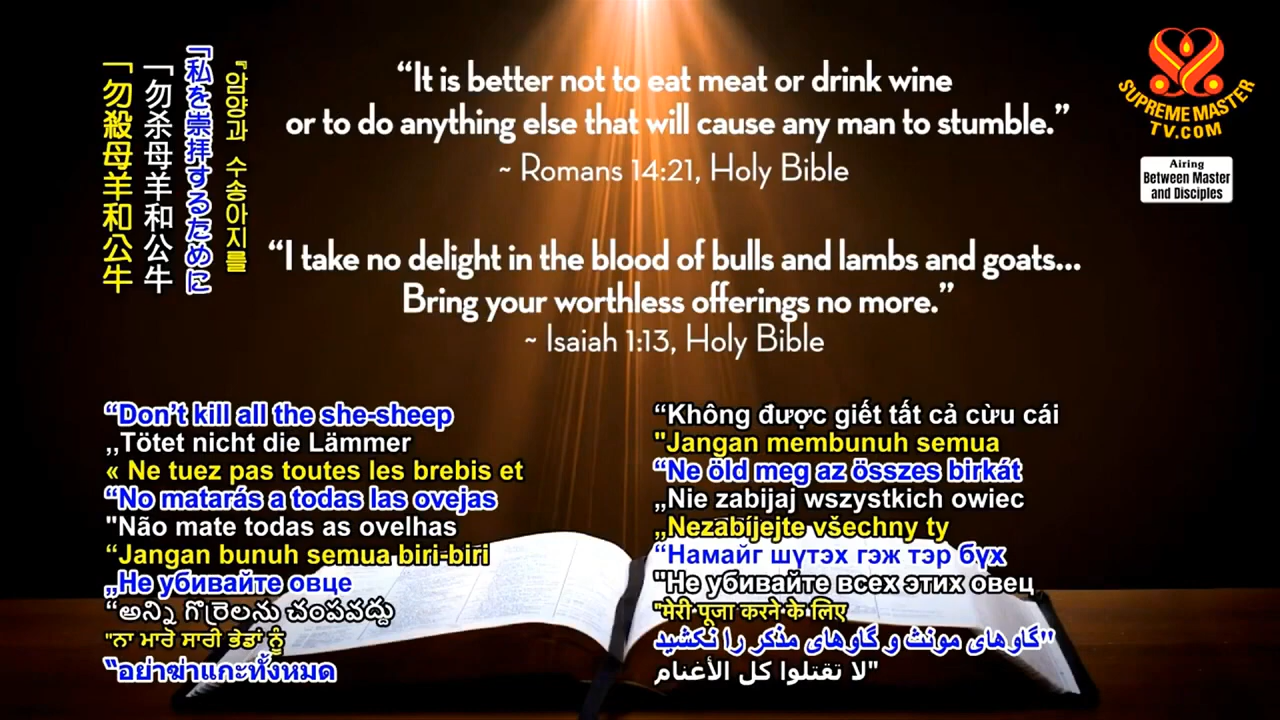 “It is better not to eat meat or drink wine
or to do anything else that will cause any man to stumble.”
~ Romans 14:21, Holy Bible
“I take no delight in the blood of bulls and lambs and goats...
Bring your worthless offerings no more.”
~ Isaiah 1:13, Holy Bible
SUPREME MASTER
TV.COM
Airing
Between Master
and Disciples
『암양과 수송아지를
「私を崇拝するために
「勿杀母羊和公牛
「勿殺母羊和公牛
“Don’t kill all the she-sheep
,,Tötet nicht die Lämmer
« Ne tuez pas toutes les brebis et
“No matarás a todas las ovejas
"Não mate todas as ovelhas
“Jangan bunuh semua biri-biri
„Не убивайте овце
“అన్ని గొర్రెలను చంపవద్దు
"ਨਾ ਮਾਰੋ ਸਾਰੀ ਭੇਡਾਂ ਨੂੰ
“อย่าฆ่าแกะทั้งหมด
“Không được giết tất cả cừu cái
"Jangan membunuh semua
“Ne öld meg az összes birkát
„Nie zabijaj wszystkich owiec
„Nezabíjejte všechny ty
“Намайг шүтэх гэж тэр бүх
"Не убивайте всех этих овец
"मेरी पूजा करने के लिए
"گاوهای مونث و گاوهای مذکر را نکشید
"لا تقتلوا كل الأغنام